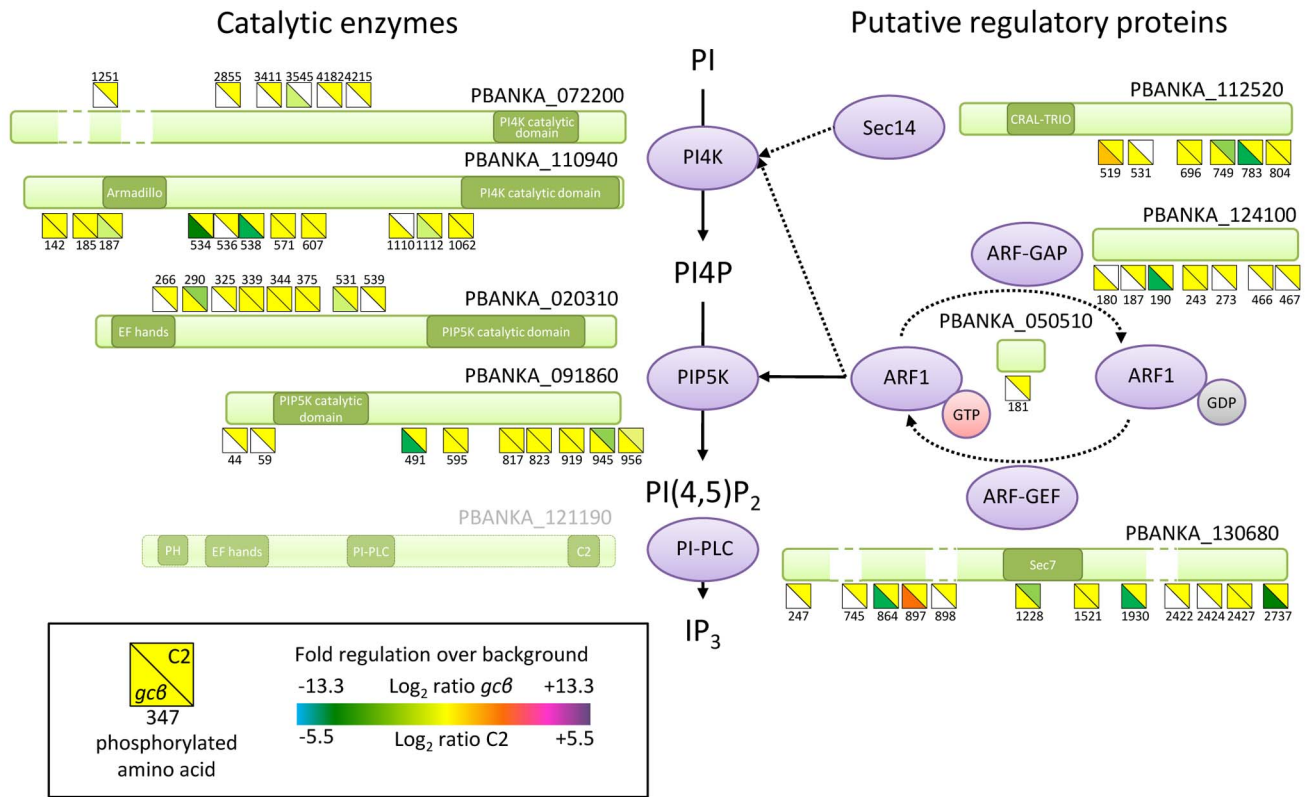 Catalytic enzymes
Putative regulatory proteins
1251 2855 3411 3545 4182 4215
PBANKA_072200
PI4K catalytic
domain
PBANKA_110940
Armadillo
PI4K catalytic domain
142 185 187 534 536 538 571 607 1110 1112 1062
266 290 325 339 344 375 531 539
PBANKA_020310
EF hands
PIP5K catalytic domain
PBANKA_091860
PIP5K catalytic
domain
44 59 491 595 817 823 919 945 956
PBANKA_121190
PH
EF hands
PI-PLC
C2
PI
PI4K
PI4P
PIP5K
PI(4,5)P2
PI-PLC
IP3
Sec14
PBANKA_112520
CRAL-TRIO
519 531 696 749 783 804
PBANKA_124100
ARF-GAP
180 187 190 243 273 466 467
PBANKA_050510
181
ARF1
GTP
ARF1
GDP
ARF-GEF
PBANKA_130680
Sec7
247 745 864 897 898 1228 1521 1930 2422 2424 2427 2737
C2
gcβ
347
phosphorylated
amino acid
Fold regulation over background
-13.3 Log2 ratio gcβ +13.3
-5.5 Log2 ratio C2 +5.5